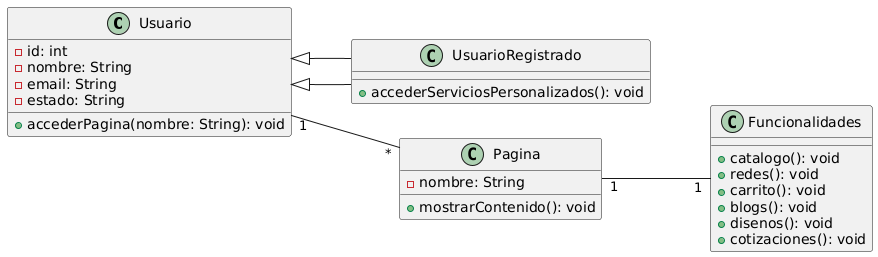 C Usuario
id: int
nombre: String
email: String
estado: String
accederPagina(nombre: String): void
C UsuarioRegistrado
accederServiciosPersonalizados(): void
1
*
C Pagina
nombre: String
mostrarContenido(): void
1
1
C Funcionalidades
catalogo(): void
redes(): void
carrito(): void
blogs(): void
disenos(): void
cotizaciones(): void